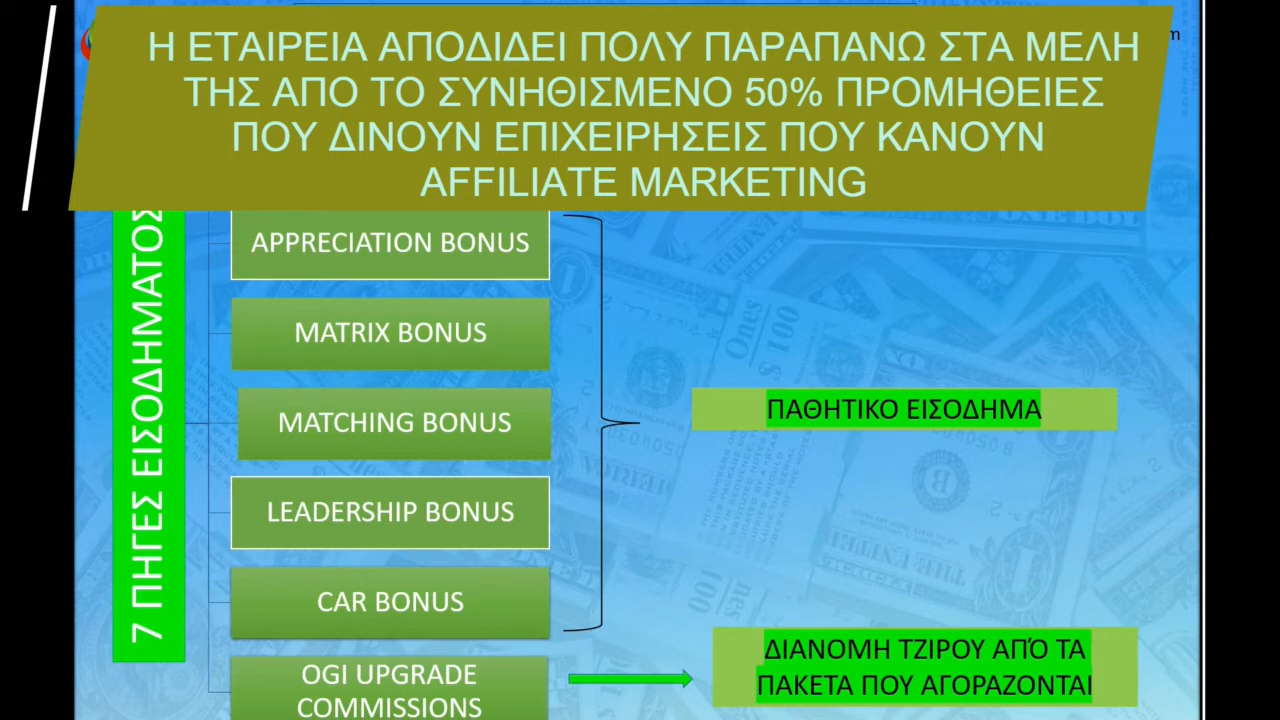 Η ΕΤΑΙΡΕΙΑ ΑΠΟΔΙΔΕΙ ΠΟΛΥ ΠΑΡΑΠΑΝΩ ΣΤΑ ΜΕΛΗ
ΤΗΣ ΑΠΟ ΤΟ ΣΥΝΗΘΙΣΜΕΝΟ 50% ΠΡΟΜΗΘΕΙΕΣ
ΠΟΥ ΔΙΝΟΥΝ ΕΠΙΧΕΙΡΗΣΕΙΣ ΠΟΥ ΚΑΝΟΥΝ
AFFILIATE MARKETING
7 ΠΗΓΕΣ ΕΙΣΟΔΗΜΑΤΟΣ
APPRECIATION BONUS
MATRIX BONUS
MATCHING BONUS
LEADERSHIP BONUS
CAR BONUS
OGI UPGRADE
COMMISSIONS
ΠΑΘΗΤΙΚΟ ΕΙΣΟΔΗΜΑ
ΔΙΑΝΟΜΗ ΤΖΙΡΟΥ ΑΠΌ ΤΑ
ΠΑΚΕΤΑ ΠΟΥ ΑΓΟΡΑΖΟΝΤΑΙ